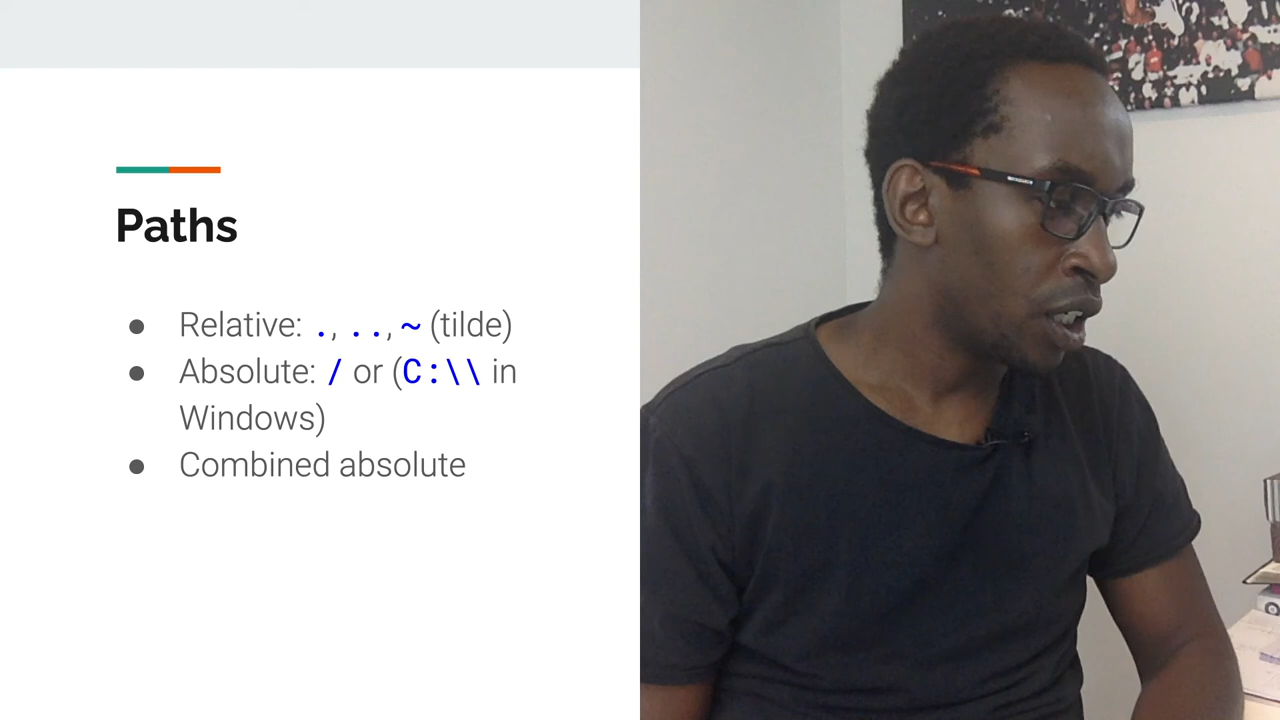 Paths
● Relative: ., .., ~ (tilde)
● Absolute: / or (C:\\ in
Windows)
● Combined absolute